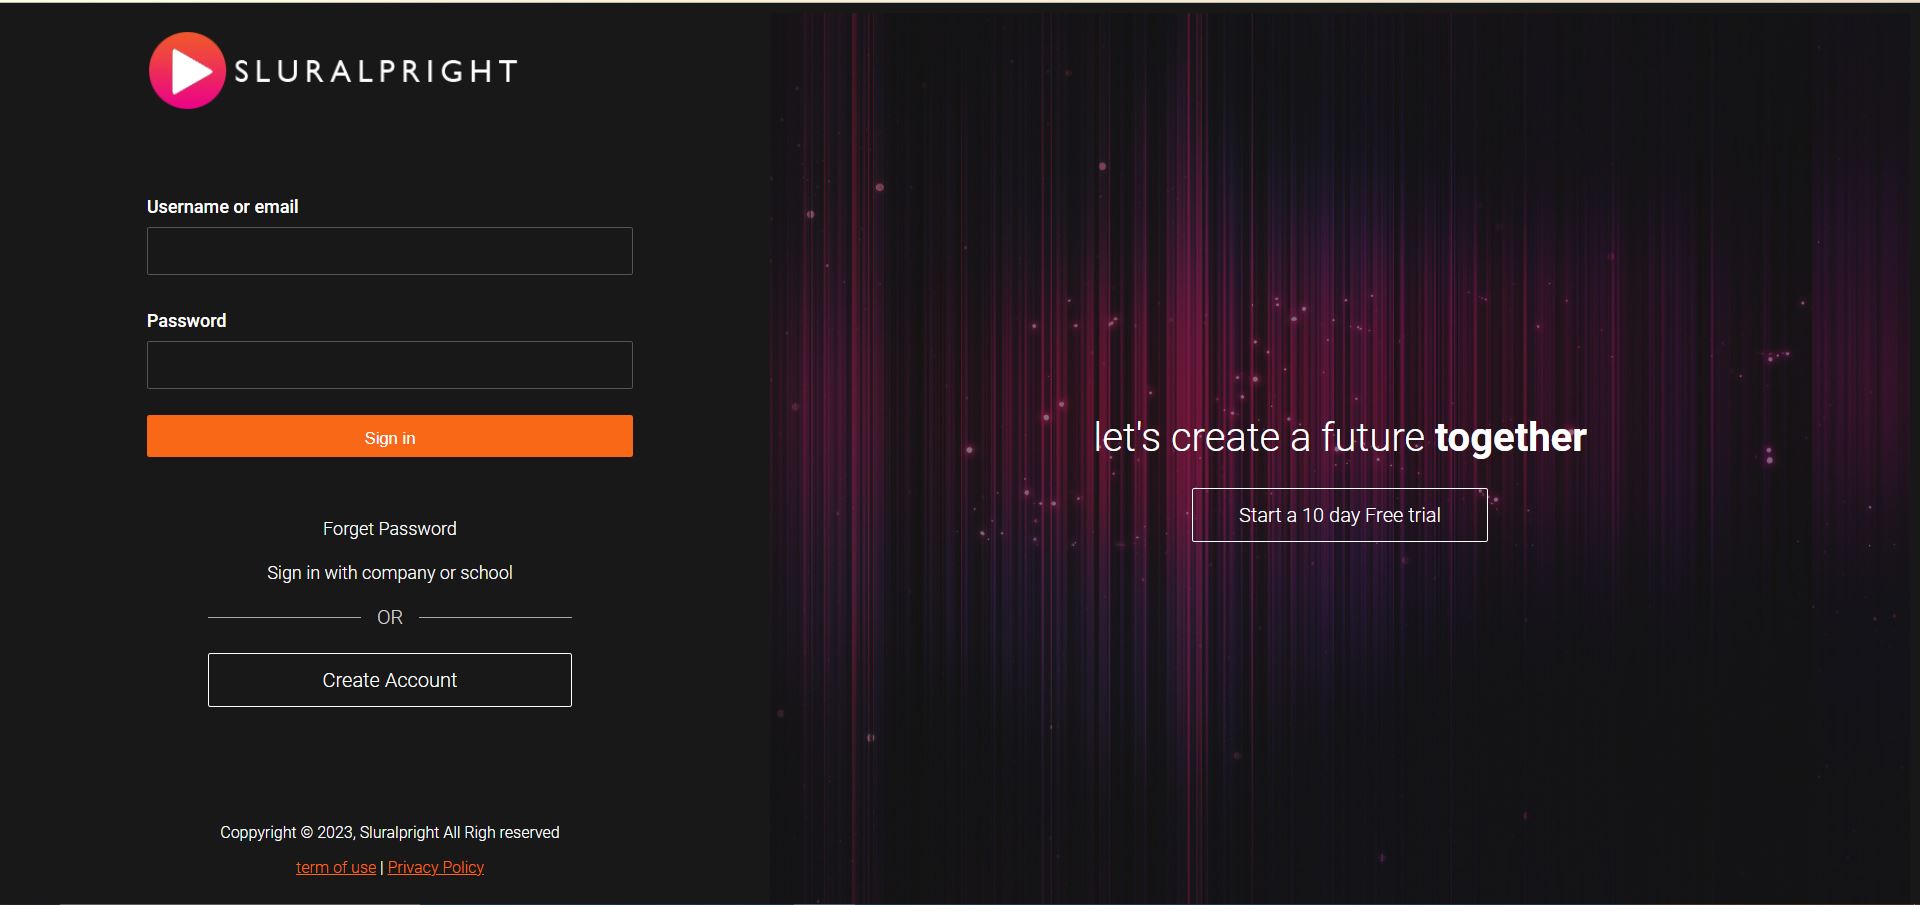 SLURALPRIGHT
Username or email
Password
Sign in
Forget Password
Sign in with company or school
OR
Create Account
Coppyright © 2023, Sluralpright All Righ reserved
term of use | Privacy Policy
let's create a future together
Start a 10 day Free trial